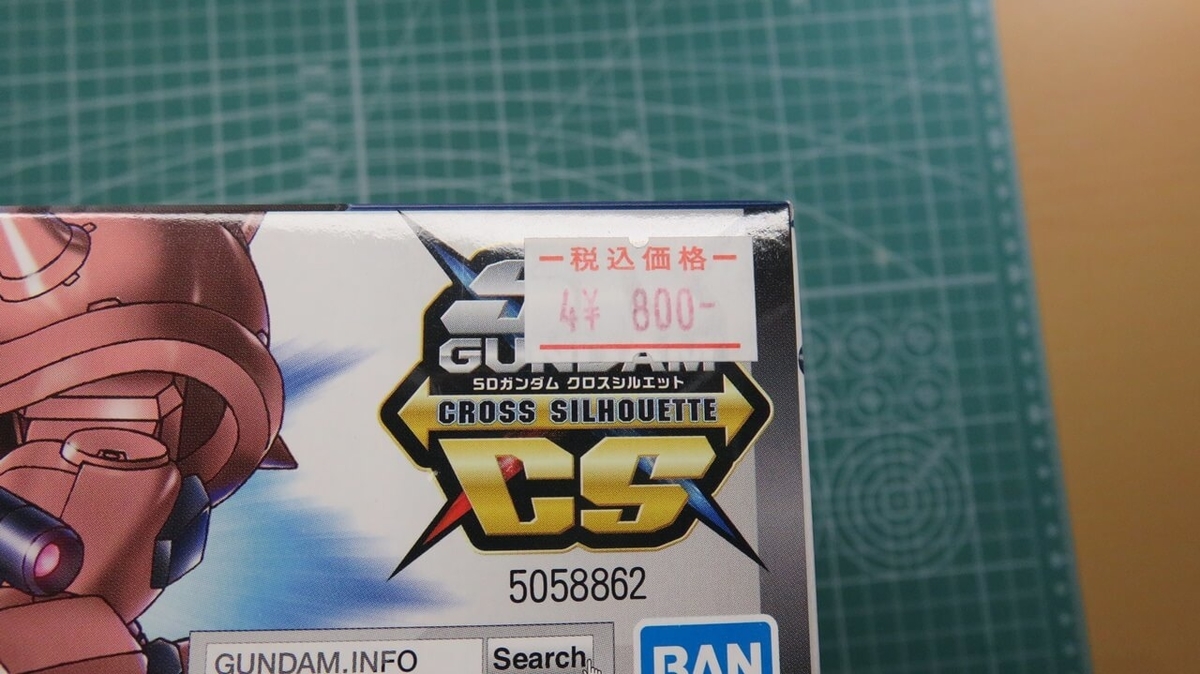 税込価格
4¥ 800-
GUNDAM
SDガンダム クロスシルエット
CROSS SILHOUETTE
CS
5058862
GUNDAM.INFO
Search
BAN